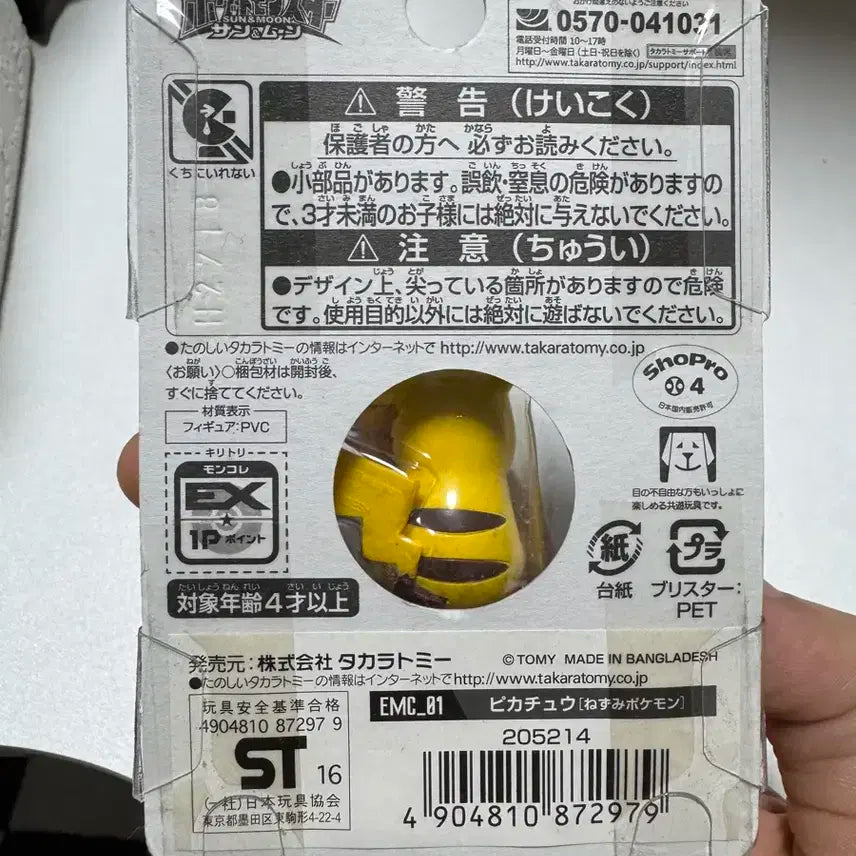 SUN&MOON
サン&ムーン
0570-041031
電話受付時間 10～17時
月曜日～金曜日(土・日・祝日を除く)
http://www.takaratomy.co.jp/support/index.html
くちにいれない
⚠ 警告(けいこく)
保護者の方へ 必ずお読みください。
●小部品があります。誤飲・窒息の危険がありますの
で、3才未満のお子様には絶対に与えないでください。
⚠ 注意(ちゅうい)
●デザイン上、尖っている箇所がありますので危険
です。使用目的以外には絶対に遊ばないでください。
●たのしいタカラトミーの情報はインターネットで http://www.takaratomy.co.jp
〈お願い〉○梱包材は開封後、
すぐに捨ててください。
ShoPro
4
日本国内販売許可
材質表示
フィギュア:PVC
キリトリ
モンコレ
EX
1Pポイント
目の不自由な方もいっしょに
楽しめる共遊玩具です。
紙
台紙
プラ
ブリスター:
PET
対象年齢4才以上
発売元:株式会社 タカラトミー
©TOMY MADE IN BANGLADESH
●たのしいタカラトミーの情報はインターネットで http://www.takaratomy.co.jp
玩具安全基準合格
4904810 87297 9
ST 16
(一社)日本玩具協会
東京都墨田区東駒形4-22-4
EMC_01 ピカチュウ[ねずみポケモン]
205214
4 904810 872979